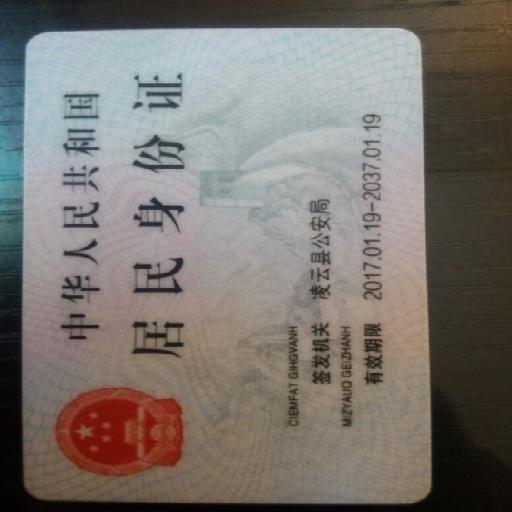 中华人民共和国
居民身份证
CIEMFAT GIHGVANH
签发机关 凌云县公安局
MIZYAUQ GEIZHANH
有效期限 2017.01.19-2037.01.19